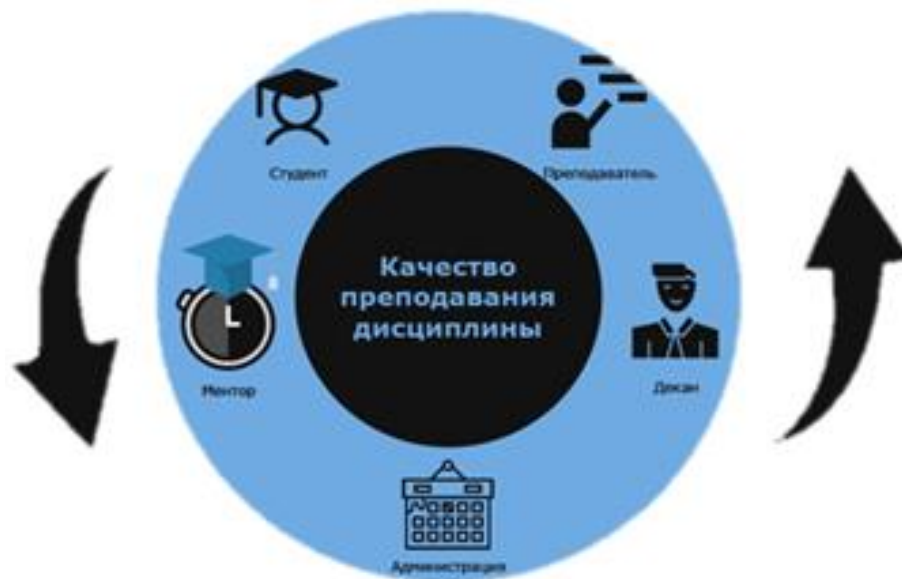 Студент
Преподаватель
Качество
преподавания
дисциплины
Ментор
Декан
Администрация